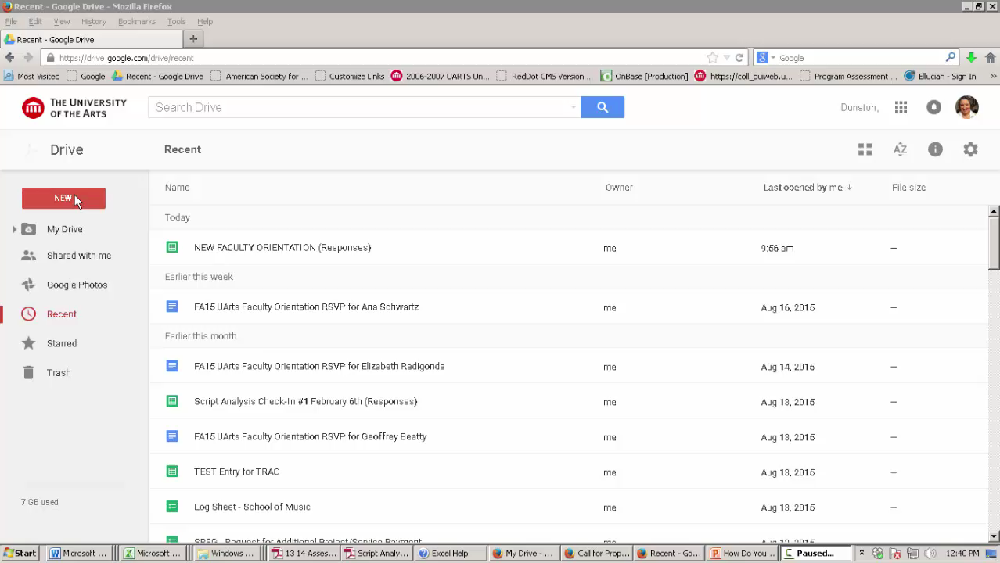 Recent - Google Drive - Mozilla Firefox
File Edit View History Bookmarks Tools Help
Recent - Google Drive
https://drive.google.com/drive/recent Google
Most Visited Google Recent - Google Drive American Society for ... Customize Links 2006-2007 UARTS Un... RedDot CMS Version ... OnBase [Production] https://coll_puiweb.u... Program Assessment ... Ellucian - Sign In
THE UNIVERSITY
OF THE ARTS
Search Drive Dunston,
Drive Recent AZ
NEW
My Drive
Shared with me
Google Photos
Recent
Starred
Trash
7 GB used
Name Owner Last opened by me File size
Today
NEW FACULTY ORIENTATION (Responses) me 9:56 am —
Earlier this week
FA15 UArts Faculty Orientation RSVP for Ana Schwartz me Aug 16, 2015 —
Earlier this month
FA15 UArts Faculty Orientation RSVP for Elizabeth Radigonda me Aug 14, 2015 —
Script Analysis Check-In #1 February 6th (Responses) me Aug 13, 2015 —
FA15 UArts Faculty Orientation RSVP for Geoffrey Beatty me Aug 13, 2015 —
TEST Entry for TRAC me Aug 13, 2015 —
Log Sheet - School of Music me Aug 13, 2015 —
Request for Additional Project/Service Payment
Start Microsoft ... Microsoft ... Windows ... 13 14 Asses... Script Analy... Excel Help My Drive - ... Call for Prop... Recent - Go... How Do You... Paused... 12:40 PM